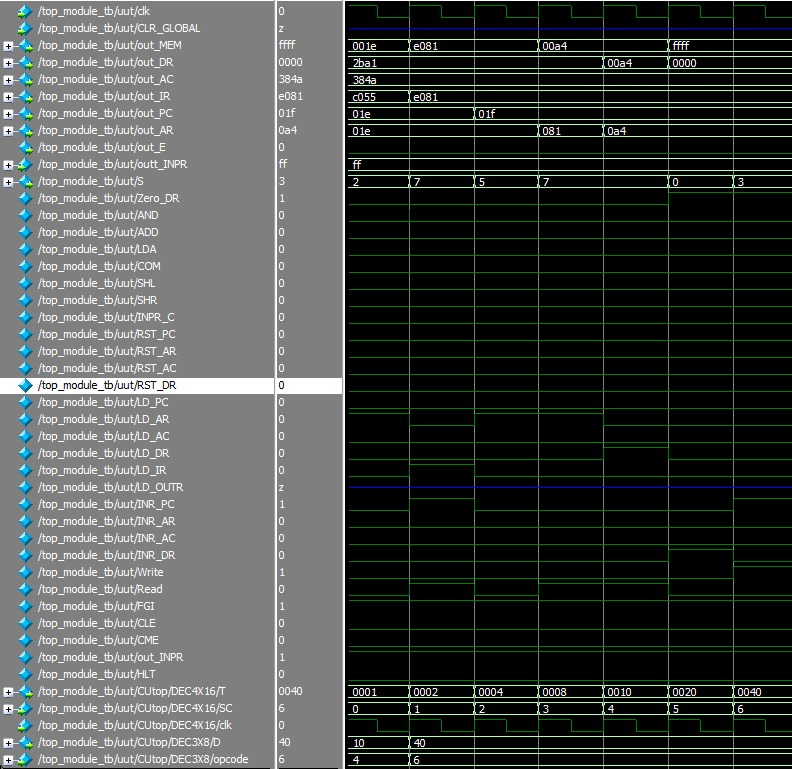 /top_module_tb/uut/clk 0
/top_module_tb/uut/CLR_GLOBAL z
/top_module_tb/uut/out_MEM ffff 001e e081 00a4 ffff
/top_module_tb/uut/out_DR 0000 2ba1 00a4 0000
/top_module_tb/uut/out_AC 384a 384a
/top_module_tb/uut/out_IR e081 c055 e081
/top_module_tb/uut/out_PC 01f 01e 01f
/top_module_tb/uut/out_AR 0a4 01e 081 0a4
/top_module_tb/uut/out_E 0
/top_module_tb/uut/outt_INPR ff ff
/top_module_tb/uut/S 3 2 7 5 7 0 3
/top_module_tb/uut/Zero_DR 1
/top_module_tb/uut/AND 0
/top_module_tb/uut/ADD 0
/top_module_tb/uut/LDA 0
/top_module_tb/uut/COM 0
/top_module_tb/uut/SHL 0
/top_module_tb/uut/SHR 0
/top_module_tb/uut/INPR_C 0
/top_module_tb/uut/RST_PC 0
/top_module_tb/uut/RST_AR 0
/top_module_tb/uut/RST_AC 0
/top_module_tb/uut/RST_DR 0
/top_module_tb/uut/LD_PC 0
/top_module_tb/uut/LD_AR 0
/top_module_tb/uut/LD_AC 0
/top_module_tb/uut/LD_DR 0
/top_module_tb/uut/LD_IR 0
/top_module_tb/uut/LD_OUTR z
/top_module_tb/uut/INR_PC 1
/top_module_tb/uut/INR_AR 0
/top_module_tb/uut/INR_AC 0
/top_module_tb/uut/INR_DR 0
/top_module_tb/uut/Write 1
/top_module_tb/uut/Read 0
/top_module_tb/uut/FGI 1
/top_module_tb/uut/CLE 0
/top_module_tb/uut/CME 0
/top_module_tb/uut/out_INPR 1
/top_module_tb/uut/HLT 0
/top_module_tb/uut/CUtop/DEC4X16/T 0040 0001 0002 0004 0008 0010 0020 0040
/top_module_tb/uut/CUtop/DEC4X16/SC 6 0 1 2 3 4 5 6
/top_module_tb/uut/CUtop/DEC4X16/clk 0
/top_module_tb/uut/CUtop/DEC3X8/D 40 10 40
/top_module_tb/uut/CUtop/DEC3X8/opcode 6 4 6